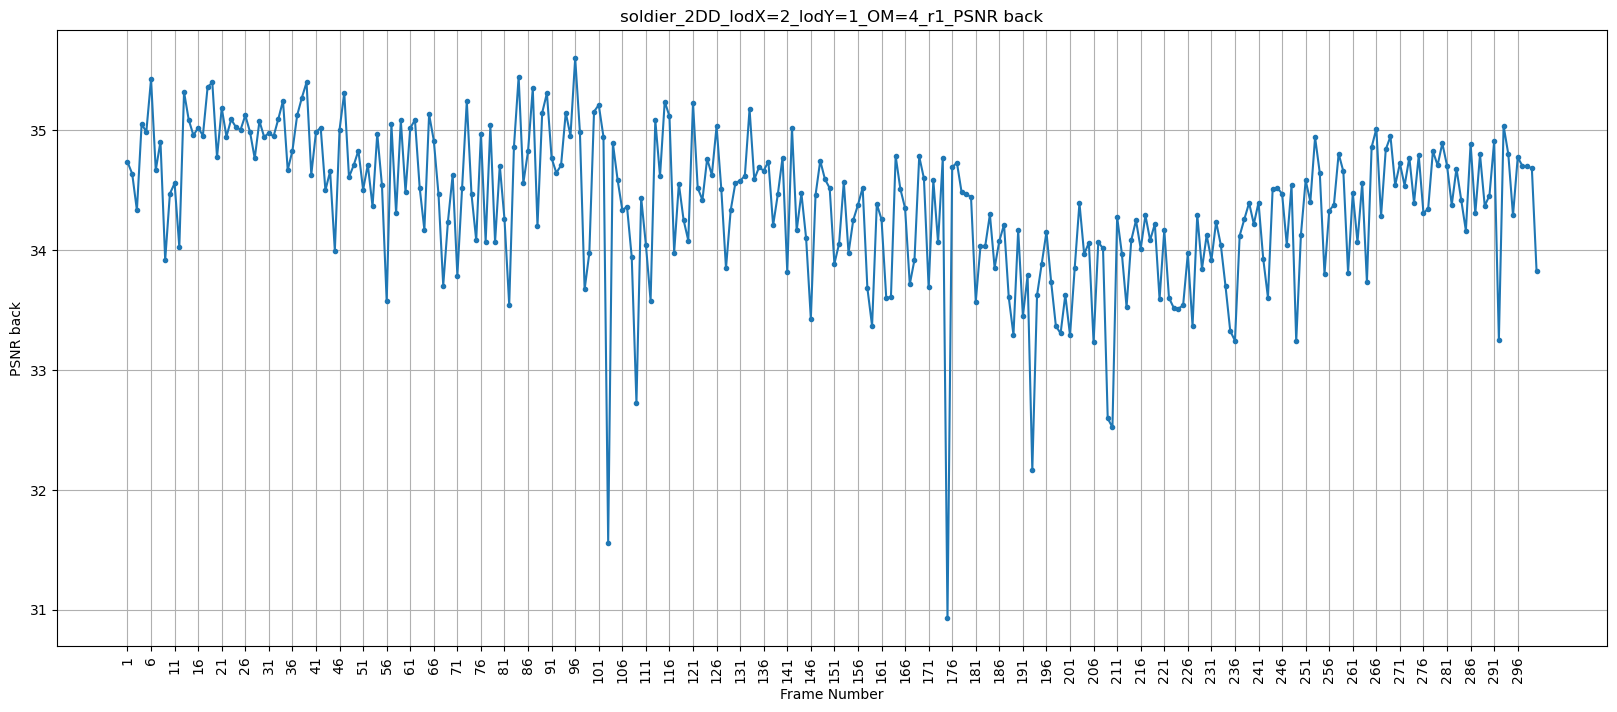 soldier_2DD_lodX=2_lodY=1_OM=4_r1_PSNR back
PSNR back
35
34
33
32
31
1 6 11 16 21 26 31 36 41 46 51 56 61 66 71 76 81 86 91 96 101 106 111 116 121 126 131 136 141 146 151 156 161 166 171 176 181 186 191 196 201 206 211 216 221 226 231 236 241 246 251 256 261 266 271 276 281 286 291 296
Frame Number